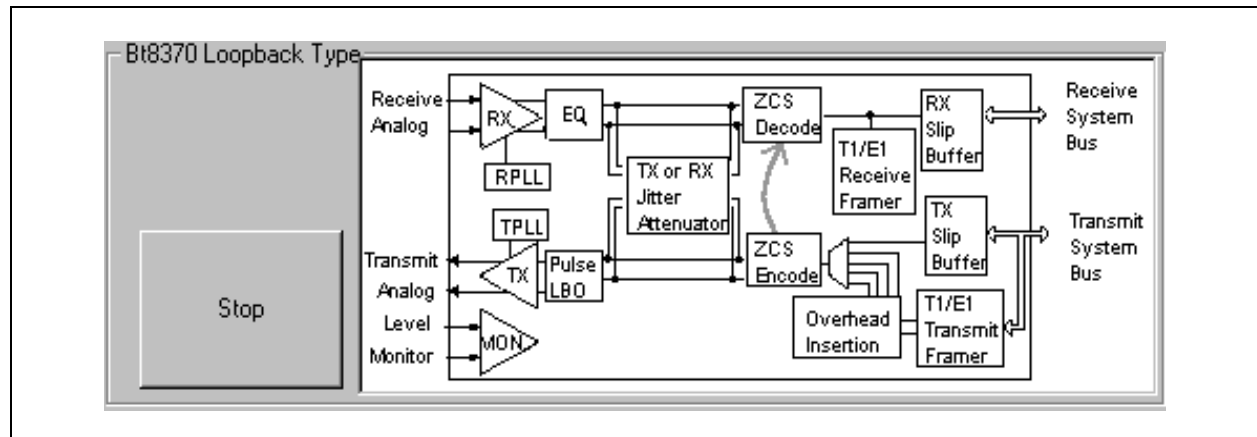 Bt8370 Loopback Type
Receive
Analog
RX
EQ
RPLL
ZCS
Decode
RX
Slip
Buffer
Receive
System
Bus
T1/E1
Receive
Framer
TX or RX
Jitter
Attenuator
TPLL
Transmit
Analog
TX
Pulse
LBO
ZCS
Encode
TX
Slip
Buffer
Transmit
System
Bus
Stop
Level
Monitor
MON
Overhead
Insertion
T1/E1
Transmit
Framer